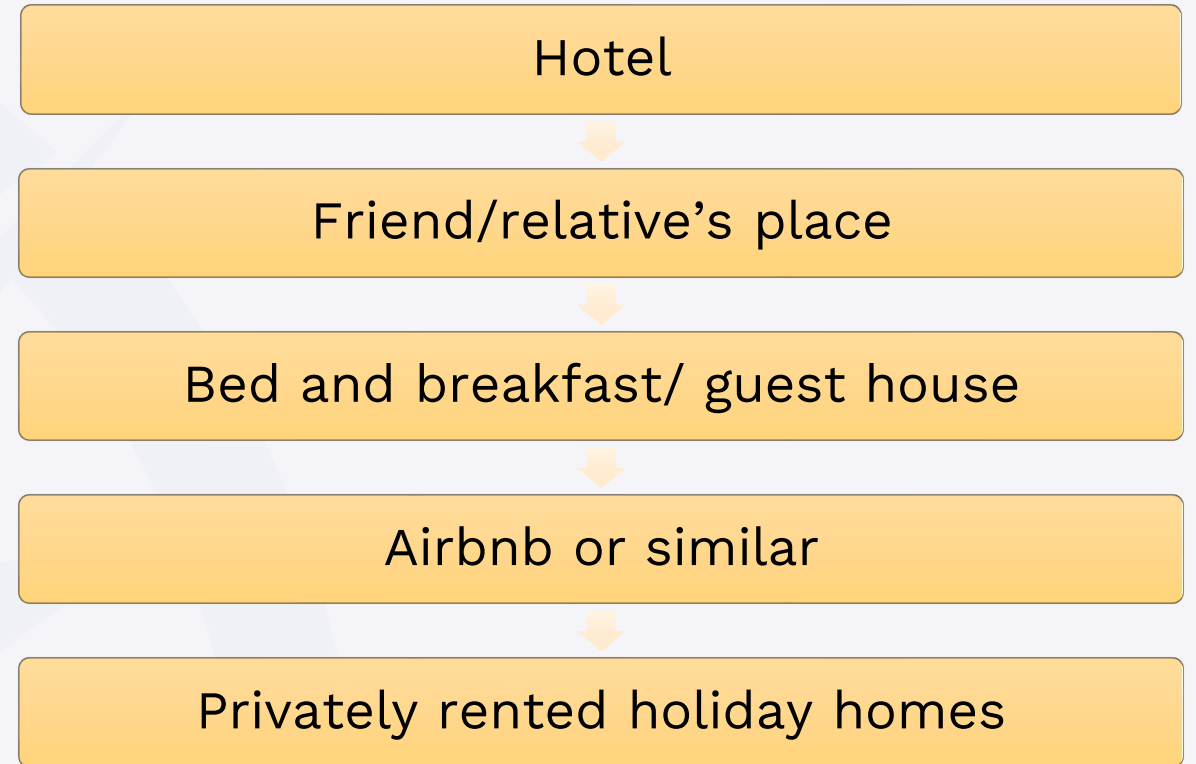 Hotel
Friend/relative’s place
Bed and breakfast/ guest house
Airbnb or similar
Privately rented holiday homes